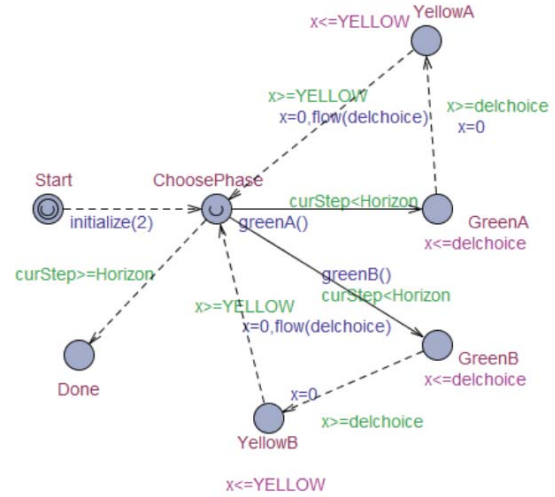 YellowA
x<=YELLOW
x>=YELLOW
x=0,flow(delchoice)
x>=delchoice
x=0
Start
ChoosePhase
initialize(2)
curStep<Horizon
greenA()
GreenA
x<=delchoice
curStep>=Horizon
greenB()
curStep<Horizon
x>=YELLOW
x=0,flow(delchoice)
GreenB
x<=delchoice
Done
x=0
x>=delchoice
YellowB
x<=YELLOW